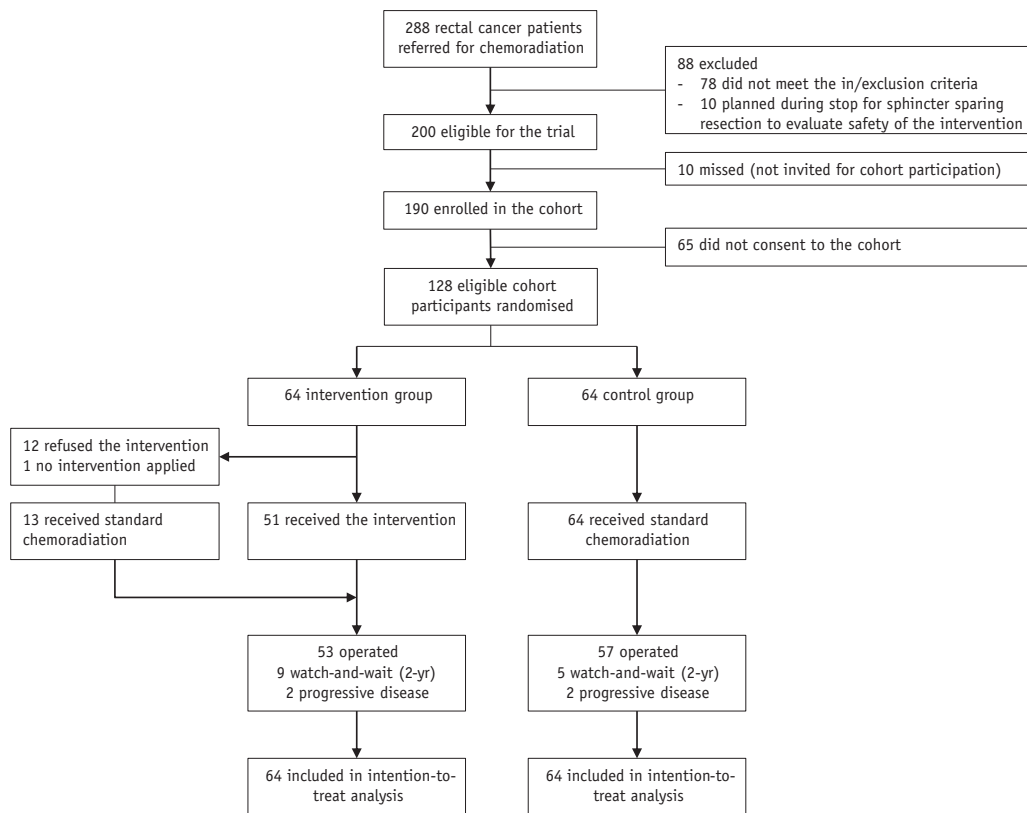 288 rectal cancer patients
referred for chemoradiation
88 excluded
- 78 did not meet the in/exclusion criteria
- 10 planned during stop for sphincter sparing
resection to evaluate safety of the intervention
200 eligible for the trial
10 missed (not invited for cohort participation)
190 enrolled in the cohort
65 did not consent to the cohort
128 eligible cohort
participants randomised
64 intervention group
64 control group
12 refused the intervention
1 no intervention applied
13 received standard
chemoradiation
51 received the intervention
64 received standard
chemoradiation
53 operated
9 watch-and-wait (2-yr)
2 progressive disease
57 operated
5 watch-and-wait (2-yr)
2 progressive disease
64 included in intention-to-
treat analysis
64 included in intention-to-
treat analysis